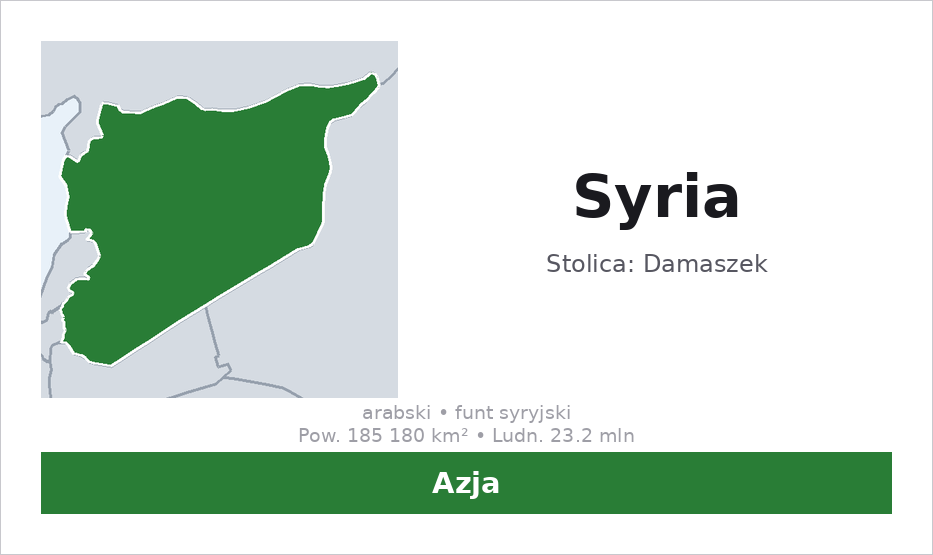 Syria
Stolica: Damaszek
arabski • funt syryjski
Pow. 185 180 km² • Ludn. 23.2 mln
Azja